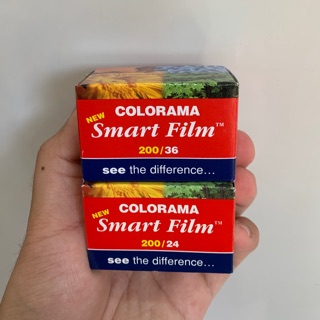 COLORAMA
NEW
Smart Film™
200/36
see the difference...
COLORAMA
NEW
Smart Film™
200/24
see the difference...